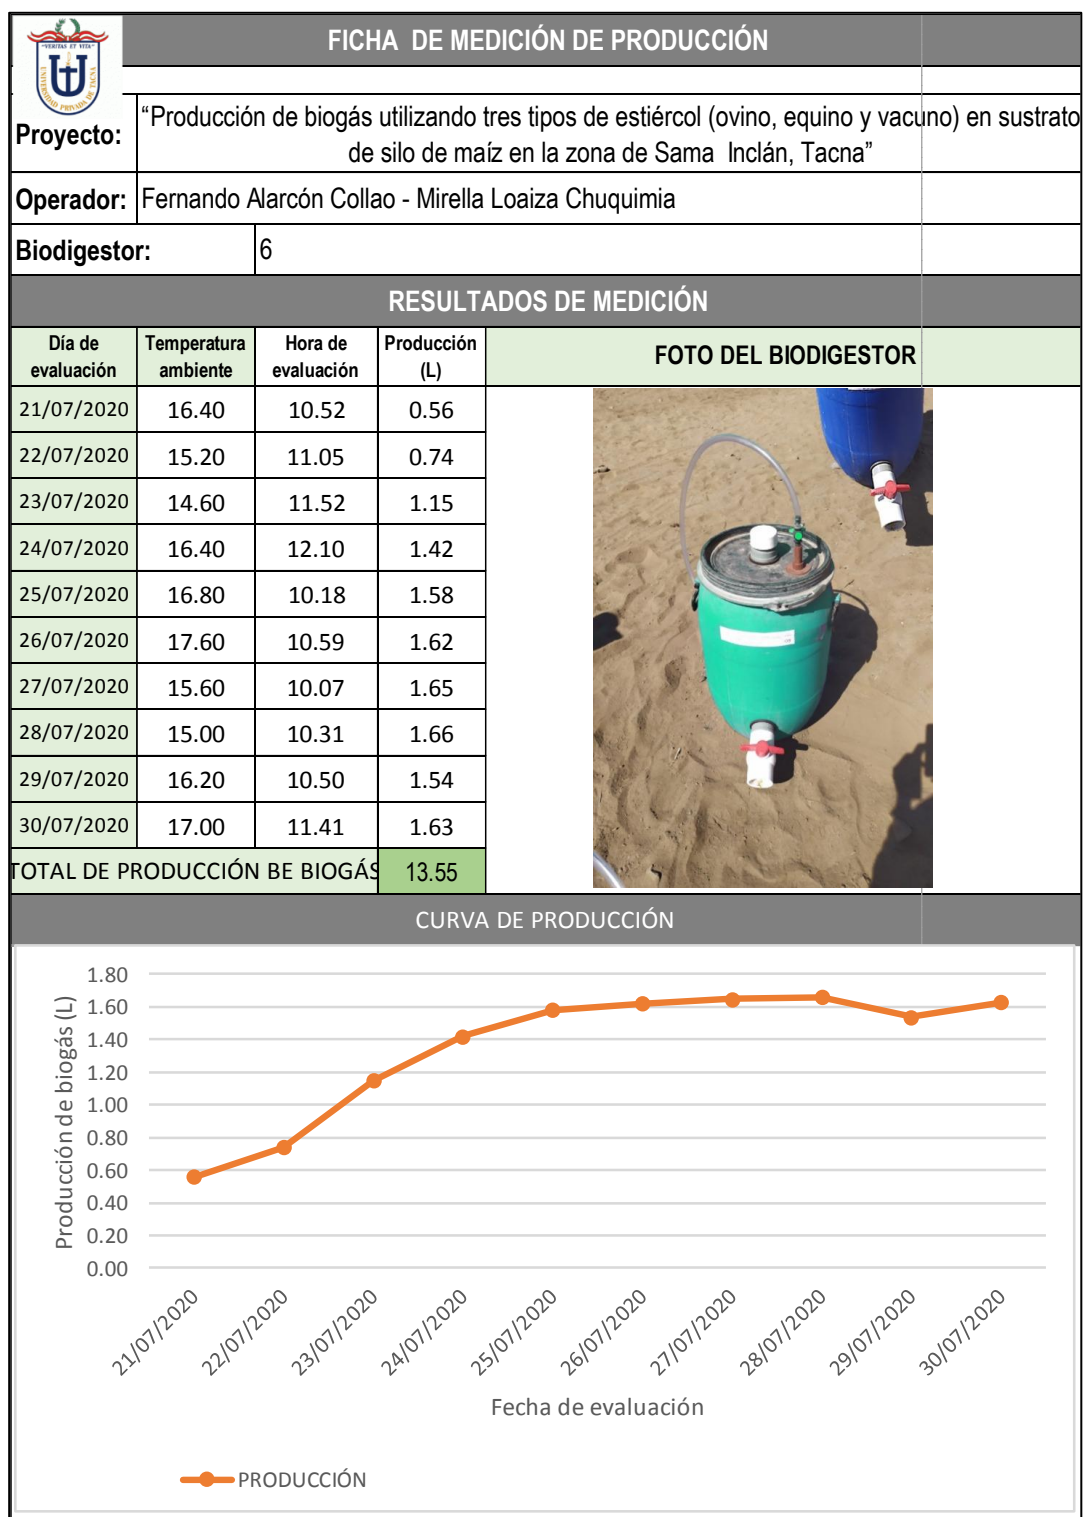 "VERITAS ET VITA"
UNIVERSIDAD PRIVADA DE TACNA
FICHA DE MEDICIÓN DE PRODUCCIÓN
Proyecto:
“Producción de biogás utilizando tres tipos de estiércol (ovino, equino y vacuno) en sustrato
de silo de maíz en la zona de Sama Inclán, Tacna”
Operador: Fernando Alarcón Collao - Mirella Loaiza Chuquimia
Biodigestor: 6
RESULTADOS DE MEDICIÓN
Día de evaluación Temperatura ambiente Hora de evaluación Producción (L) FOTO DEL BIODIGESTOR
21/07/2020 16.40 10.52 0.56
22/07/2020 15.20 11.05 0.74
23/07/2020 14.60 11.52 1.15
24/07/2020 16.40 12.10 1.42
25/07/2020 16.80 10.18 1.58
26/07/2020 17.60 10.59 1.62
27/07/2020 15.60 10.07 1.65
28/07/2020 15.00 10.31 1.66
29/07/2020 16.20 10.50 1.54
30/07/2020 17.00 11.41 1.63
TOTAL DE PRODUCCIÓN BE BIOGÁS 13.55
CURVA DE PRODUCCIÓN
Producción de biogás (L)
1.80
1.60
1.40
1.20
1.00
0.80
0.60
0.40
0.20
0.00
21/07/2020 22/07/2020 23/07/2020 24/07/2020 25/07/2020 26/07/2020 27/07/2020 28/07/2020 29/07/2020 30/07/2020
Fecha de evaluación
PRODUCCIÓN